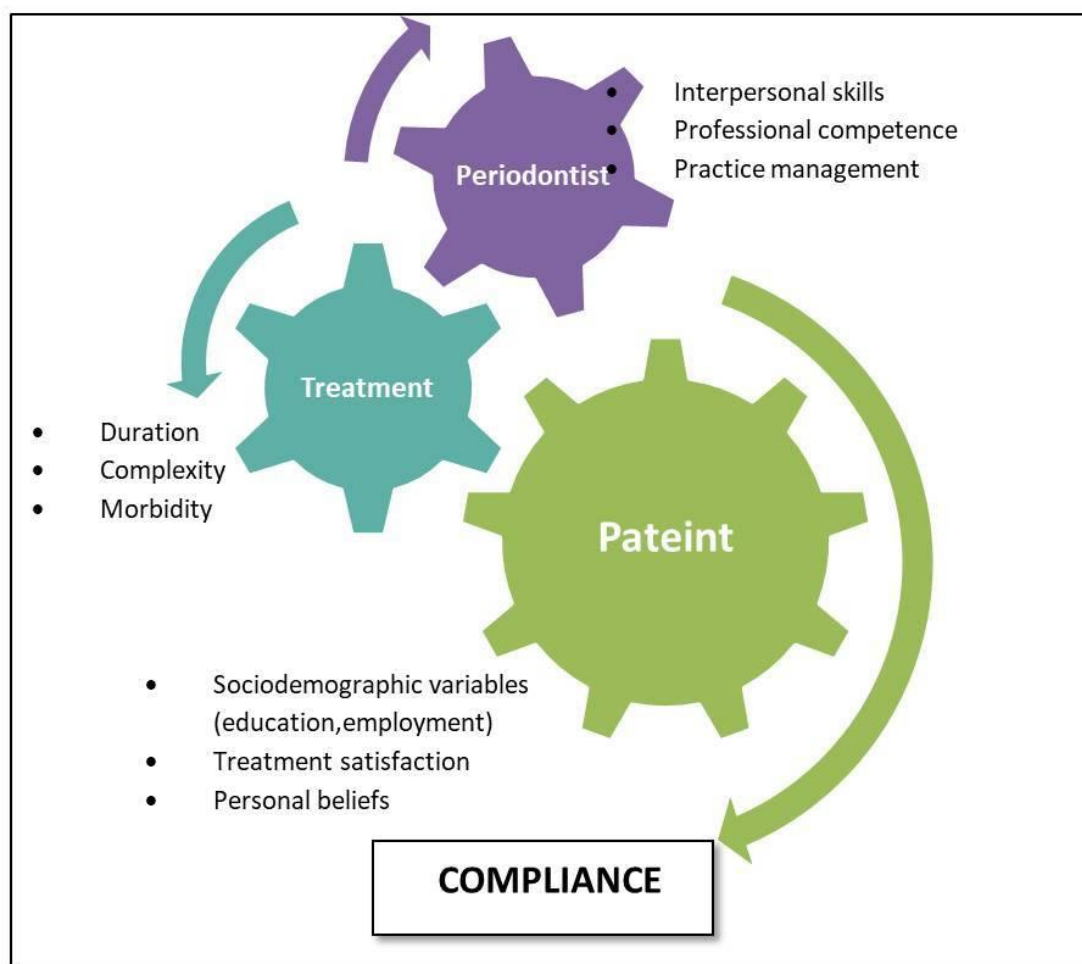 • Interpersonal skills
• Professional competence
• Practice management
Periodontist
Treatment
• Duration
• Complexity
• Morbidity
Pateint
• Sociodemographic variables
(education,employment)
• Treatment satisfaction
• Personal beliefs
COMPLIANCE